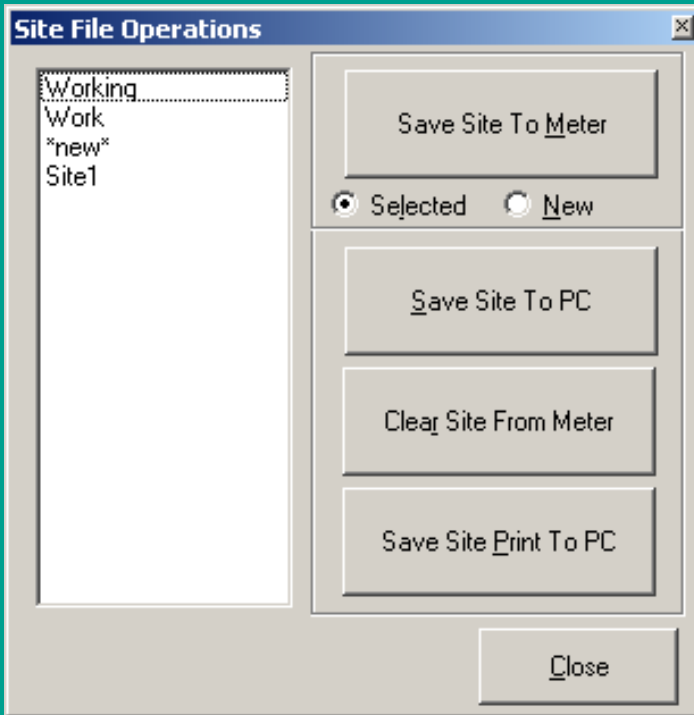 Site File Operations
Working
Work
*new*
Site1
Save Site To Meter
Selected
New
Save Site To PC
Clear Site From Meter
Save Site Print To PC
Close